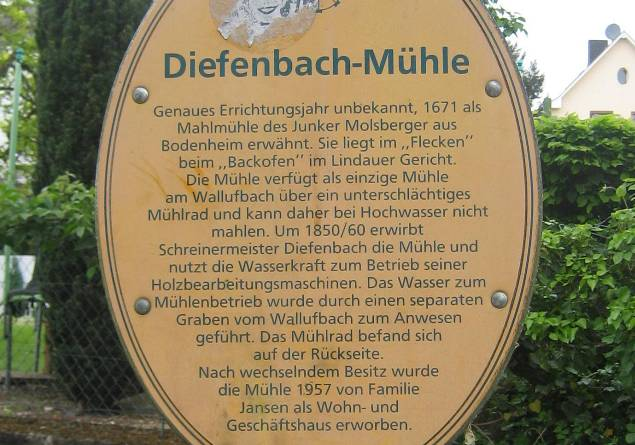 Diefenbach-Mühle
Genaues Errichtungsjahr unbekannt, 1671 als
Mahlmühle des Junker Molsberger aus
Bodenheim erwähnt. Sie liegt im „Flecken"
beim „Backofen" im Lindauer Gericht.
Die Mühle verfügt als einzige Mühle
am Wallufbach über ein unterschlächtiges
Mühlrad und kann daher bei Hochwasser nicht
mahlen. Um 1850/60 erwirbt
Schreinermeister Diefenbach die Mühle und
nutzt die Wasserkraft zum Betrieb seiner
Holzbearbeitungsmaschinen. Das Wasser zum
Mühlenbetrieb wurde durch einen separaten
Graben vom Wallufbach zum Anwesen
geführt. Das Mühlrad befand sich
auf der Rückseite.
Nach wechselndem Besitz wurde
die Mühle 1957 von Familie
Jansen als Wohn- und
Geschäftshaus erworben.